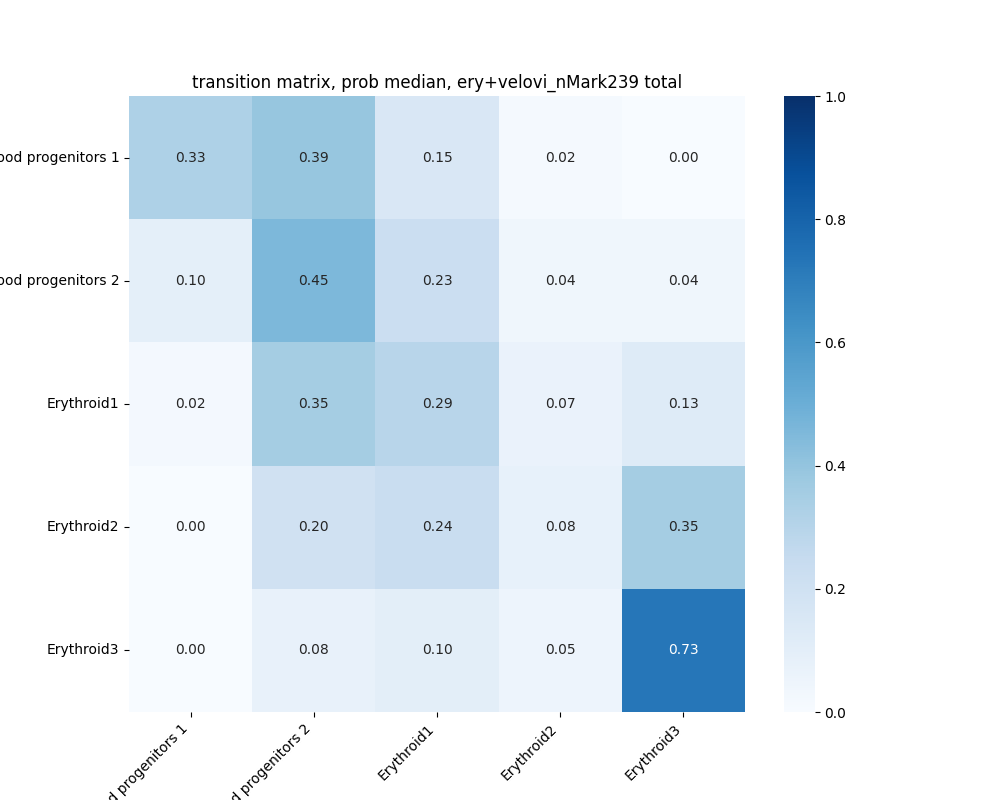 transition matrix, prob median, ery+velovi_nMark239 total
1.0
ood progenitors 1
0.33 0.39 0.15 0.02 0.00
0.8
ood progenitors 2
0.10 0.45 0.23 0.04 0.04
0.6
Erythroid1
0.02 0.35 0.29 0.07 0.13
0.4
Erythroid2
0.00 0.20 0.24 0.08 0.35
0.2
Erythroid3
0.00 0.08 0.10 0.05 0.73
0.0
d progenitors 1
d progenitors 2
Erythroid1
Erythroid2
Erythroid3